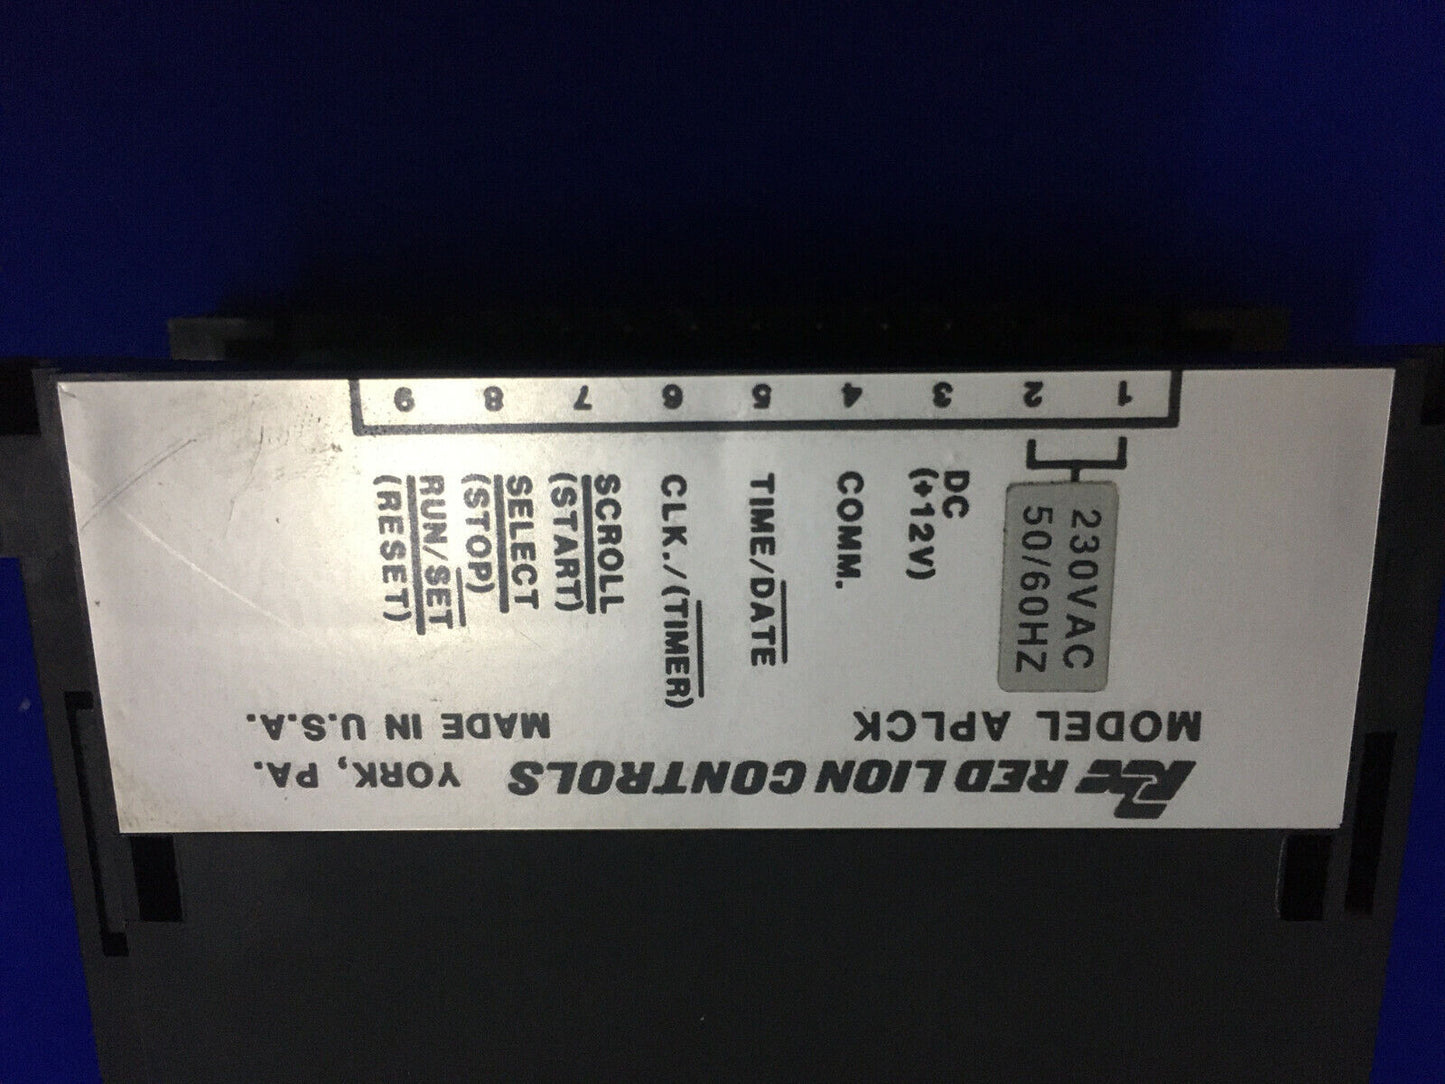 RLC RED LION CONTROLS YORK, PA.
MODEL APLCK MADE IN U.S.A.
230VAC
50/60HZ
DC
(+12V)
COMM.
TIME/DATE
CLK./(TIMER)
SCROLL
(START)
SELECT
(STOP)
RUN/SET
(RESET)
1 2 3 4 5 6 7 8 9